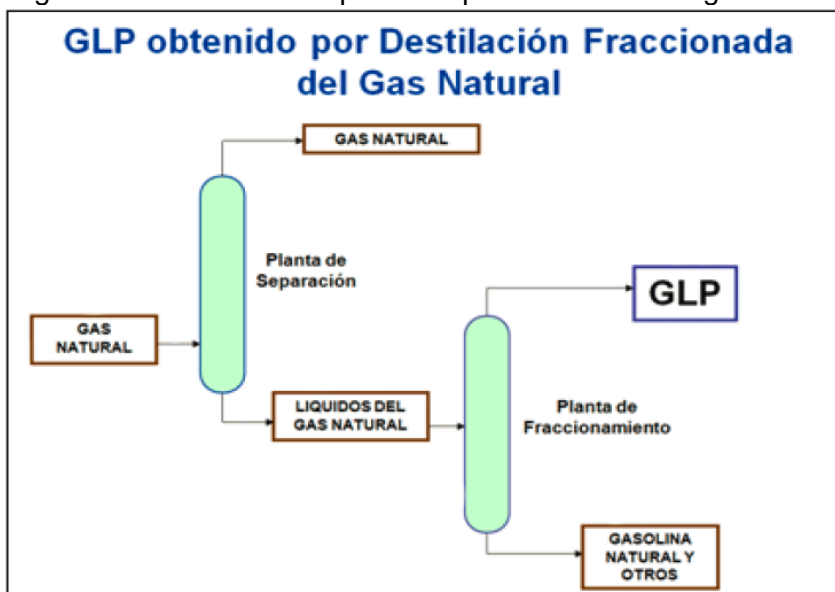 GLP obtenido por Destilación Fraccionada
del Gas Natural
GAS NATURAL
Planta de
Separación
GLP
GAS
NATURAL
LIQUIDOS DEL
GAS NATURAL
Planta de
Fraccionamiento
GASOLINA
NATURAL Y
OTROS